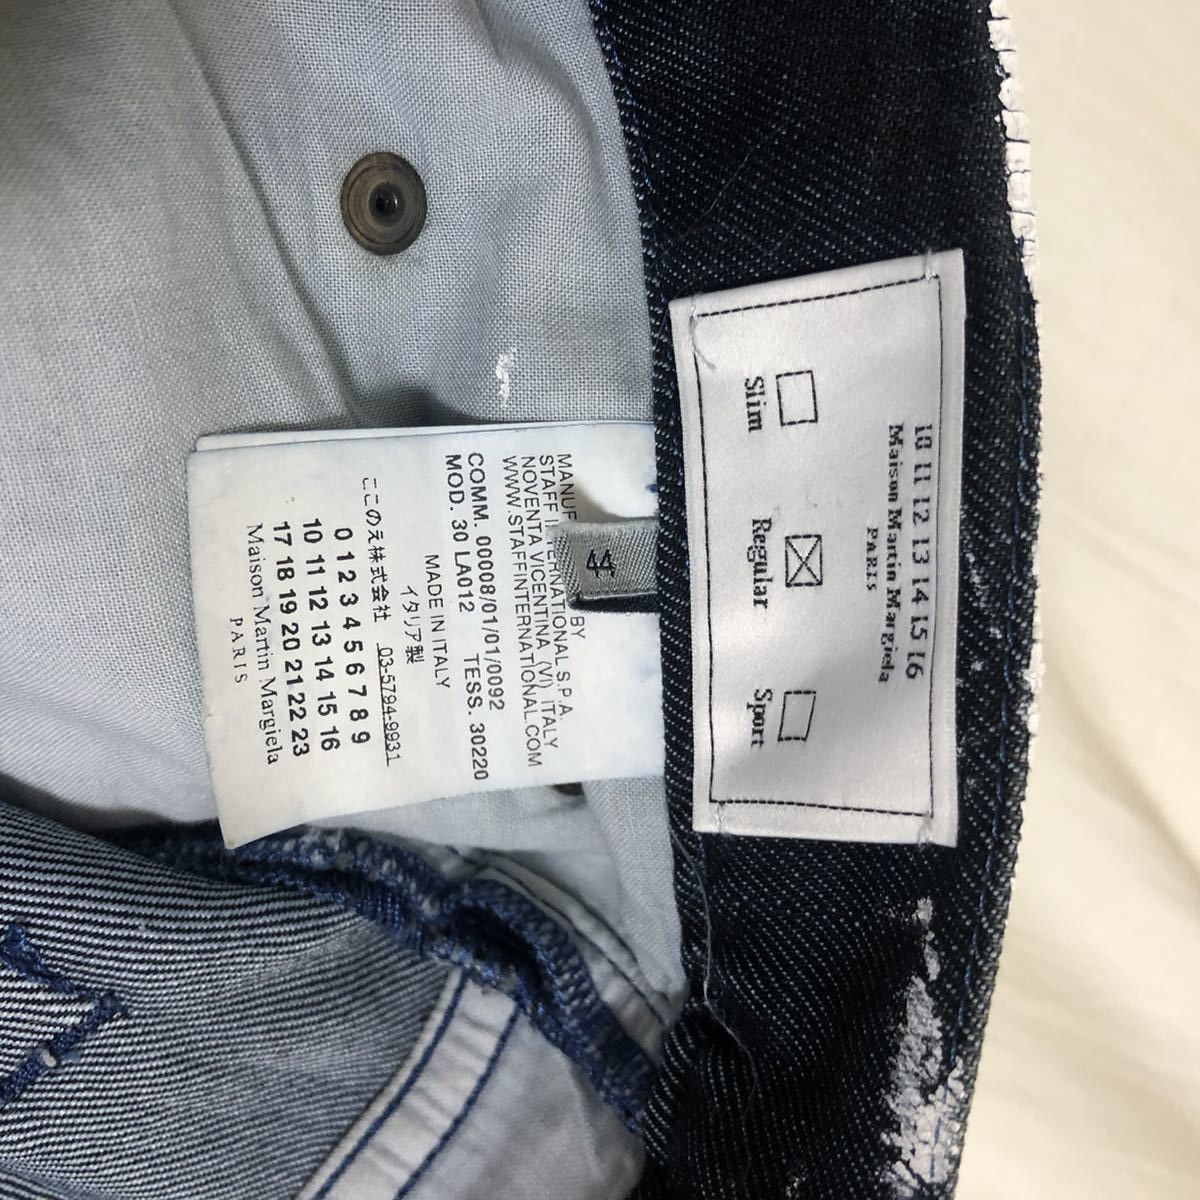 10 11 12 13 14 15 16
Maison Martin Margiela
PARIS
Slim Regular Sport
44
MANUF BY
STAFF INTERNATIONAL S.P.A.
NOVENTA VICENTINA (VI) ITALY
WWW.STAFFINTERNATIONAL.COM
COMM. 00008/01/01/0092
MOD. 30 LA012 TESS. 30220
MADE IN ITALY
イタリア製
ここのえ株式会社 03-5794-9931
0 1 2 3 4 5 6 7 8 9
10 11 12 13 14 15 16
17 18 19 20 21 22 23
Maison Martin Margiela
PARIS